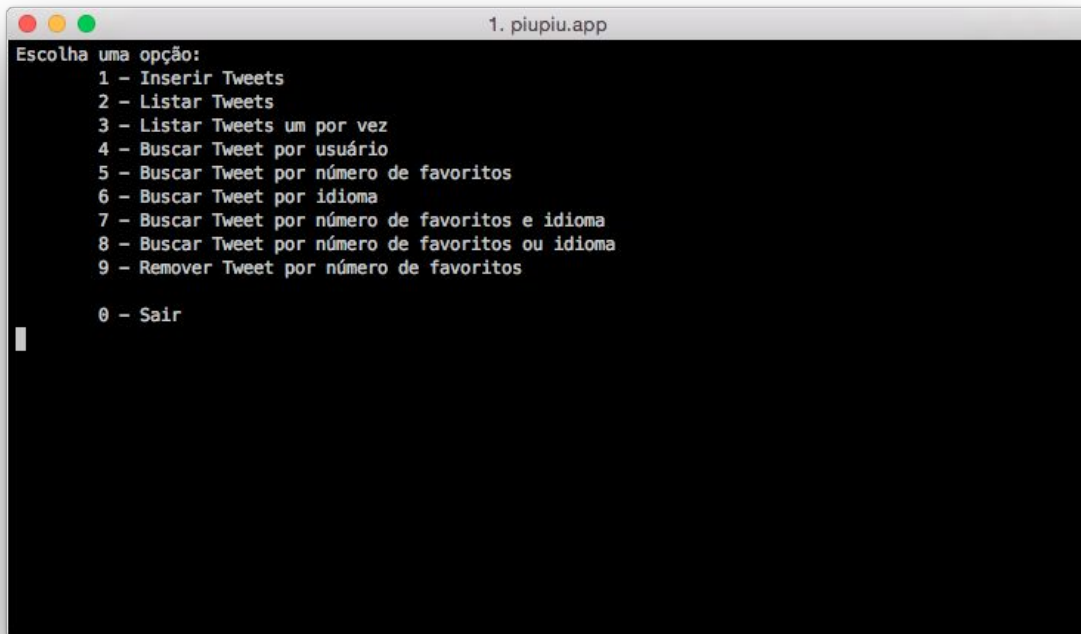 1. piupiu.app
Escolha uma opção:
1 - Inserir Tweets
2 - Listar Tweets
3 - Listar Tweets um por vez
4 - Buscar Tweet por usuário
5 - Buscar Tweet por número de favoritos
6 - Buscar Tweet por idioma
7 - Buscar Tweet por número de favoritos e idioma
8 - Buscar Tweet por número de favoritos ou idioma
9 - Remover Tweet por número de favoritos
0 - Sair